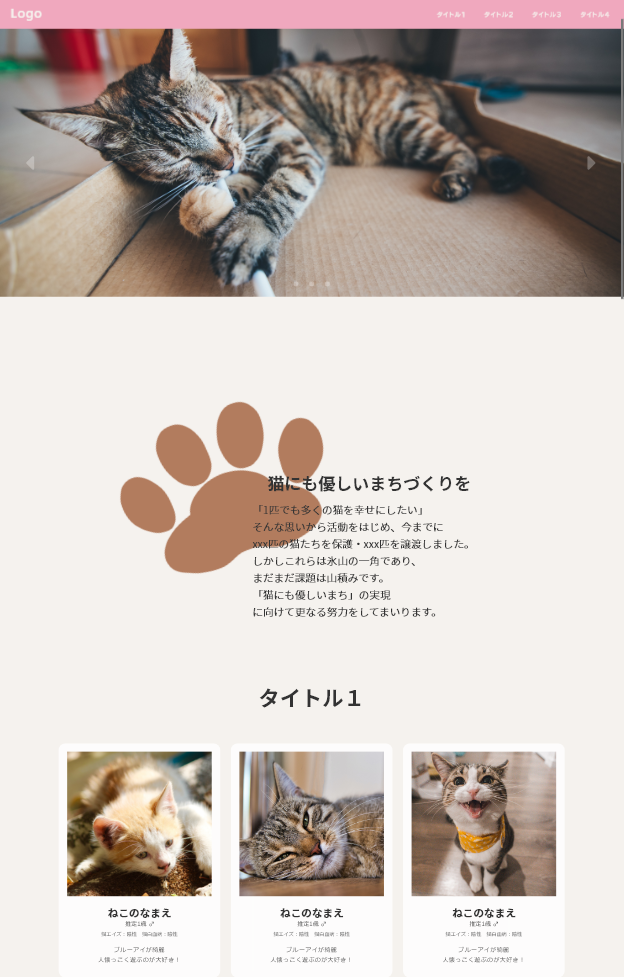 Logo
タイトル1
タイトル2
タイトル3
タイトル4
猫にも優しいまちづくりを
「1匹でも多くの猫を幸せにしたい」
そんな思いから活動をはじめ、今までに
xxx匹の猫たちを保護・xxx匹を譲渡しました。
しかしこれらは氷山の一角であり、
まだまだ課題は山積みです。
「猫にも優しいまち」の実現
に向けて更なる努力をしてまいります。
タイトル１
ねこのなまえ
推定1歳 ♂
猫エイズ：陰性 猫白血病：陰性
ブルーアイが綺麗
人懐っこく遊ぶのが大好き！
ねこのなまえ
推定1歳 ♂
猫エイズ：陰性 猫白血病：陰性
ブルーアイが綺麗
人懐っこく遊ぶのが大好き！
ねこのなまえ
推定1歳 ♂
猫エイズ：陰性 猫白血病：陰性
ブルーアイが綺麗
人懐っこく遊ぶのが大好き！